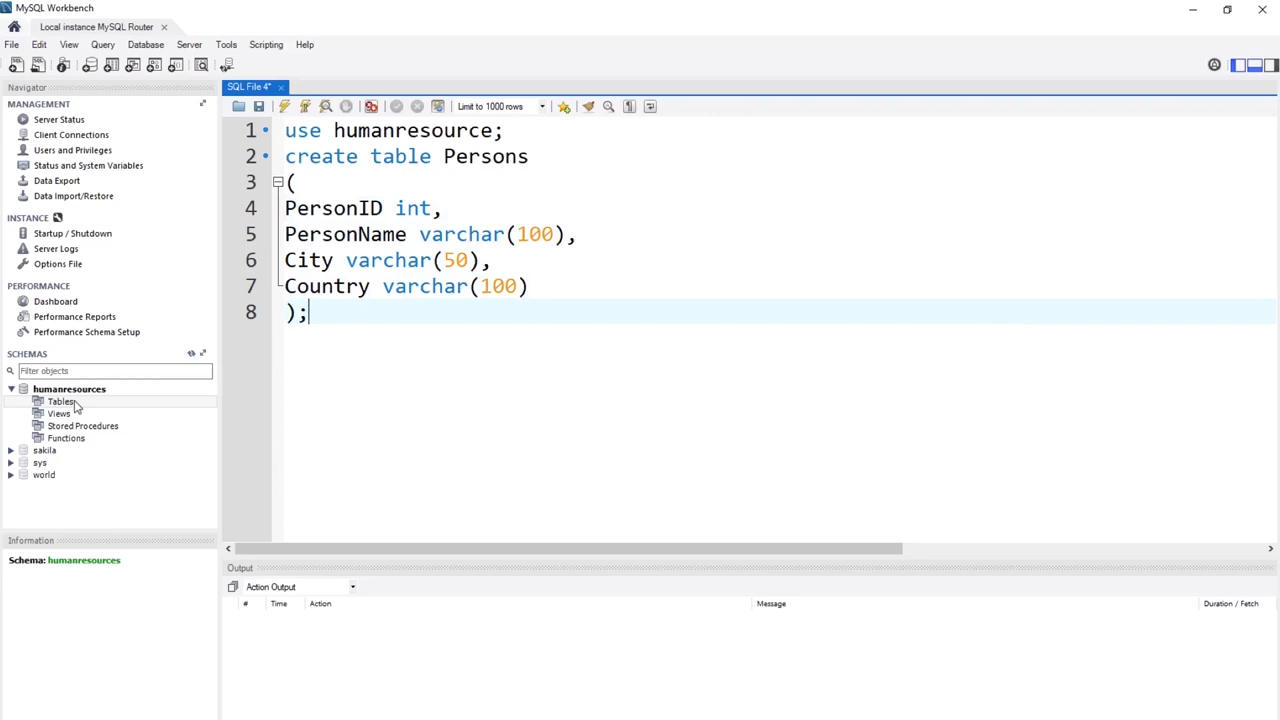 MySQL Workbench
Local instance MySQL Router
File Edit View Query Database Server Tools Scripting Help
Navigator
MANAGEMENT
Server Status
Client Connections
Users and Privileges
Status and System Variables
Data Export
Data Import/Restore
INSTANCE
Startup / Shutdown
Server Logs
Options File
PERFORMANCE
Dashboard
Performance Reports
Performance Schema Setup
SCHEMAS
Filter objects
humanresources
Tables
Views
Stored Procedures
Functions
sakila
sys
world
Information
Schema: humanresources
SQL File 4*
Limit to 1000 rows
1 use humanresource;
2 create table Persons
3 (
4 PersonID int,
5 PersonName varchar(100),
6 City varchar(50),
7 Country varchar(100)
8 );
Output
Action Output
# Time Action Message Duration / Fetch